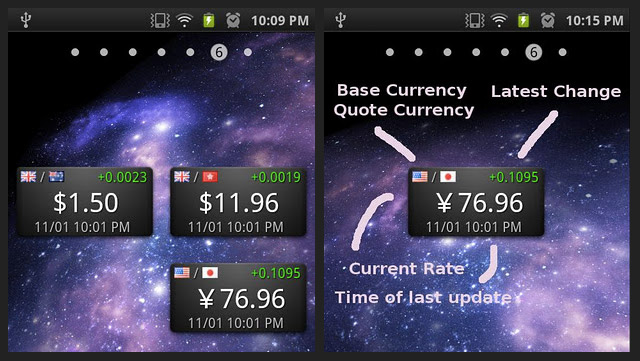 10:09 PM
6
+0.0023
$1.50
11/01 10:01 PM
+0.0019
$11.96
11/01 10:01 PM
+0.1095
¥76.96
11/01 10:01 PM
10:15 PM
6
Base Currency
Quote Currency
Latest Change
/
+0.1095
¥76.96
11/01 10:01 PM
Current Rate
Time of last update